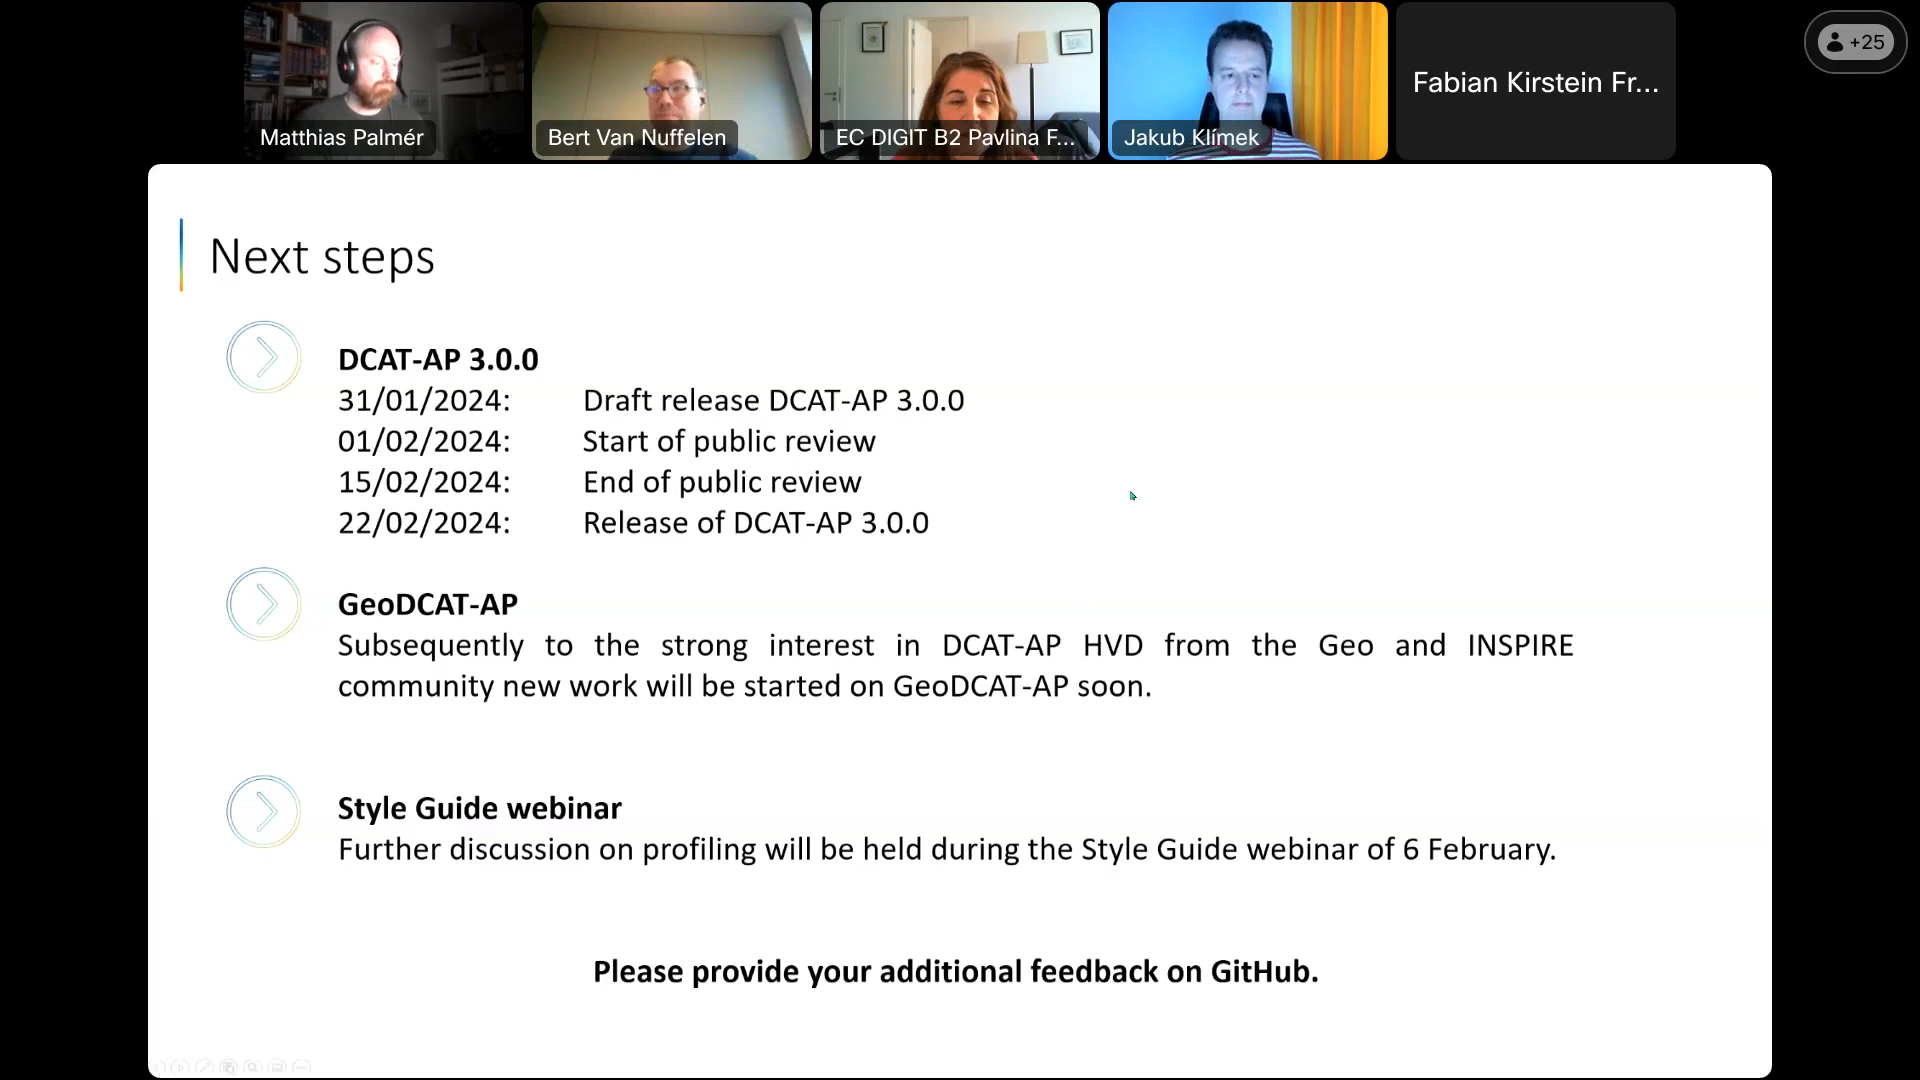 Matthias Palmér
Bert Van Nuffelen
EC DIGIT B2 Pavlina F...
Jakub Klímek
Fabian Kirstein Fr...
+25
Next steps
DCAT-AP 3.0.0
31/01/2024: Draft release DCAT-AP 3.0.0
01/02/2024: Start of public review
15/02/2024: End of public review
22/02/2024: Release of DCAT-AP 3.0.0
GeoDCAT-AP
Subsequently to the strong interest in DCAT-AP HVD from the Geo and INSPIRE
community new work will be started on GeoDCAT-AP soon.
Style Guide webinar
Further discussion on profiling will be held during the Style Guide webinar of 6 February.
Please provide your additional feedback on GitHub.